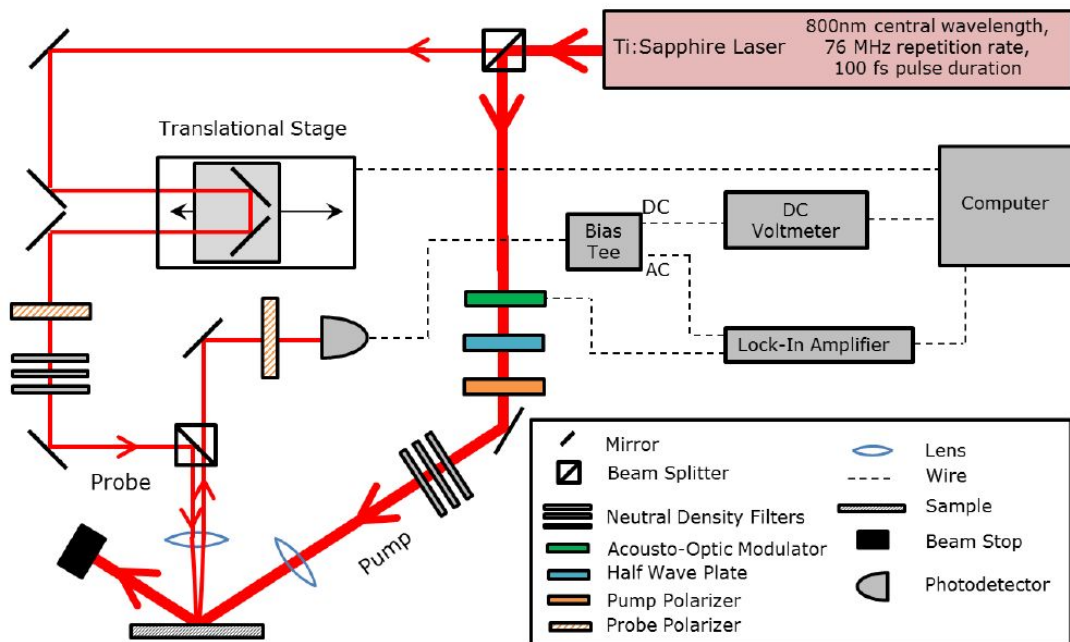 Ti:Sapphire Laser
800nm central wavelength,
76 MHz repetition rate,
100 fs pulse duration
Translational Stage
Computer
DC
Bias
Tee
AC
DC
Voltmeter
Lock-In Amplifier
Probe
Pump
Mirror
Beam Splitter
Neutral Density Filters
Acousto-Optic Modulator
Half Wave Plate
Pump Polarizer
Probe Polarizer
Lens
Wire
Sample
Beam Stop
Photodetector